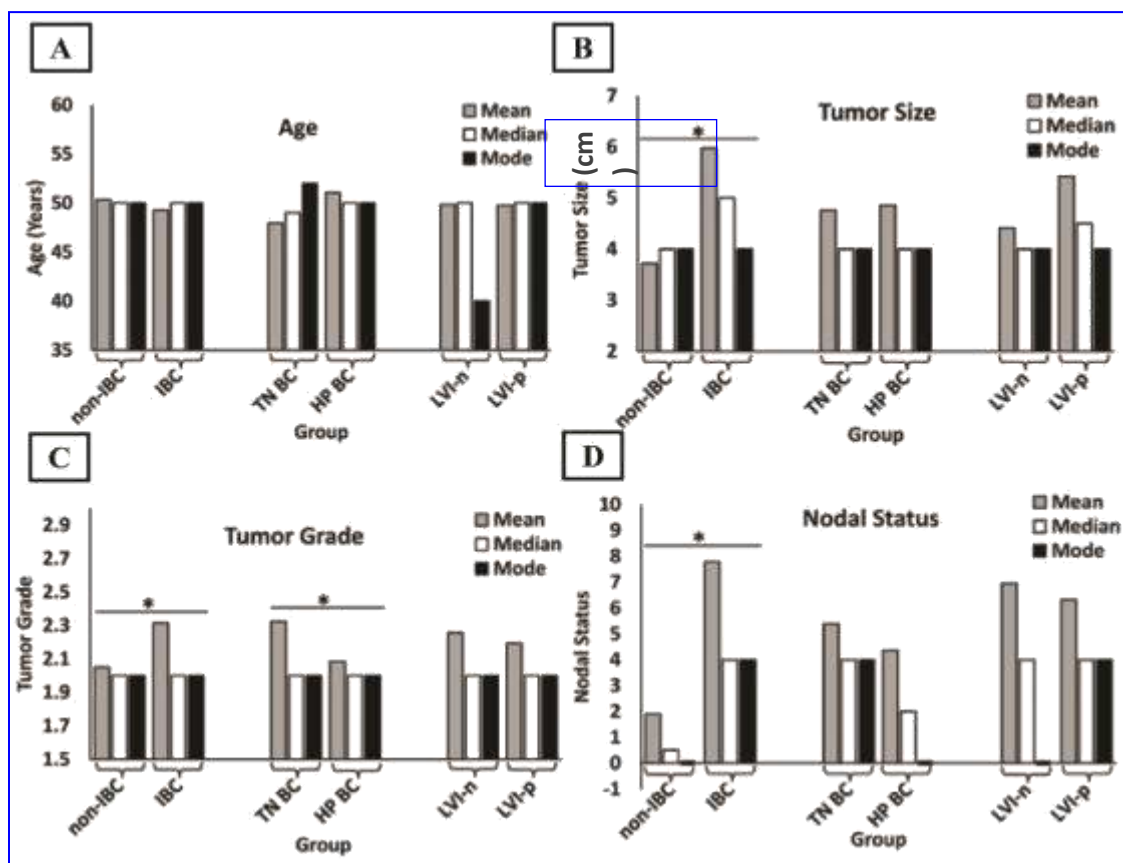 A
Age
Mean
Median
Mode
60
55
50
45
40
35
Age (Years)
non-IBC
IBC
TN BC
HP BC
LVI-n
LVI-p
Group
B
Tumor Size
Mean
Median
Mode
7
6
5
4
3
2
Tumor Size (cm
)
*
non-IBC
IBC
TN BC
HP BC
LVI-n
LVI-p
Group
C
Tumor Grade
Mean
Median
Mode
2.9
2.7
2.5
2.3
2.1
1.9
1.7
1.5
Tumor Grade
*
*
non-IBC
IBC
TN BC
HP BC
LVI-n
LVI-p
Group
D
Nodal Status
Mean
Median
Mode
10
9
8
7
6
5
4
3
2
1
0
-1
Nodal Status
*
non-IBC
IBC
TN BC
HP BC
LVI-n
LVI-p
Group